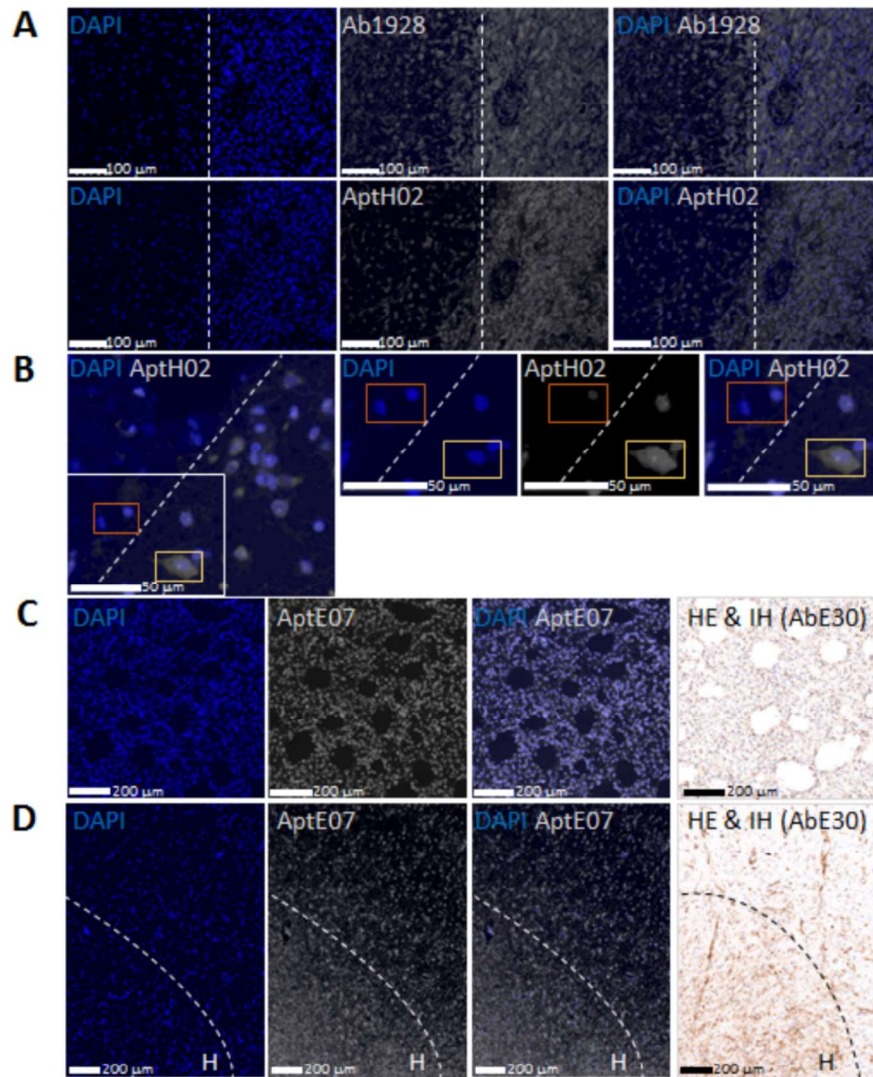 A
DAPI
Ab1928
DAPI Ab1928
100 µm
100 µm
100 µm
DAPI
AptH02
DAPI AptH02
100 µm
100 µm
100 µm
B
DAPI AptH02
DAPI
AptH02
DAPI AptH02
50 µm
50 µm
50 µm
50 µm
C
DAPI
AptE07
DAPI AptE07
HE & IH (AbE30)
200 µm
200 µm
200 µm
200 µm
D
DAPI
AptE07
DAPI AptE07
HE & IH (AbE30)
200 µm
H
200 µm
H
200 µm
H
200 µm
H